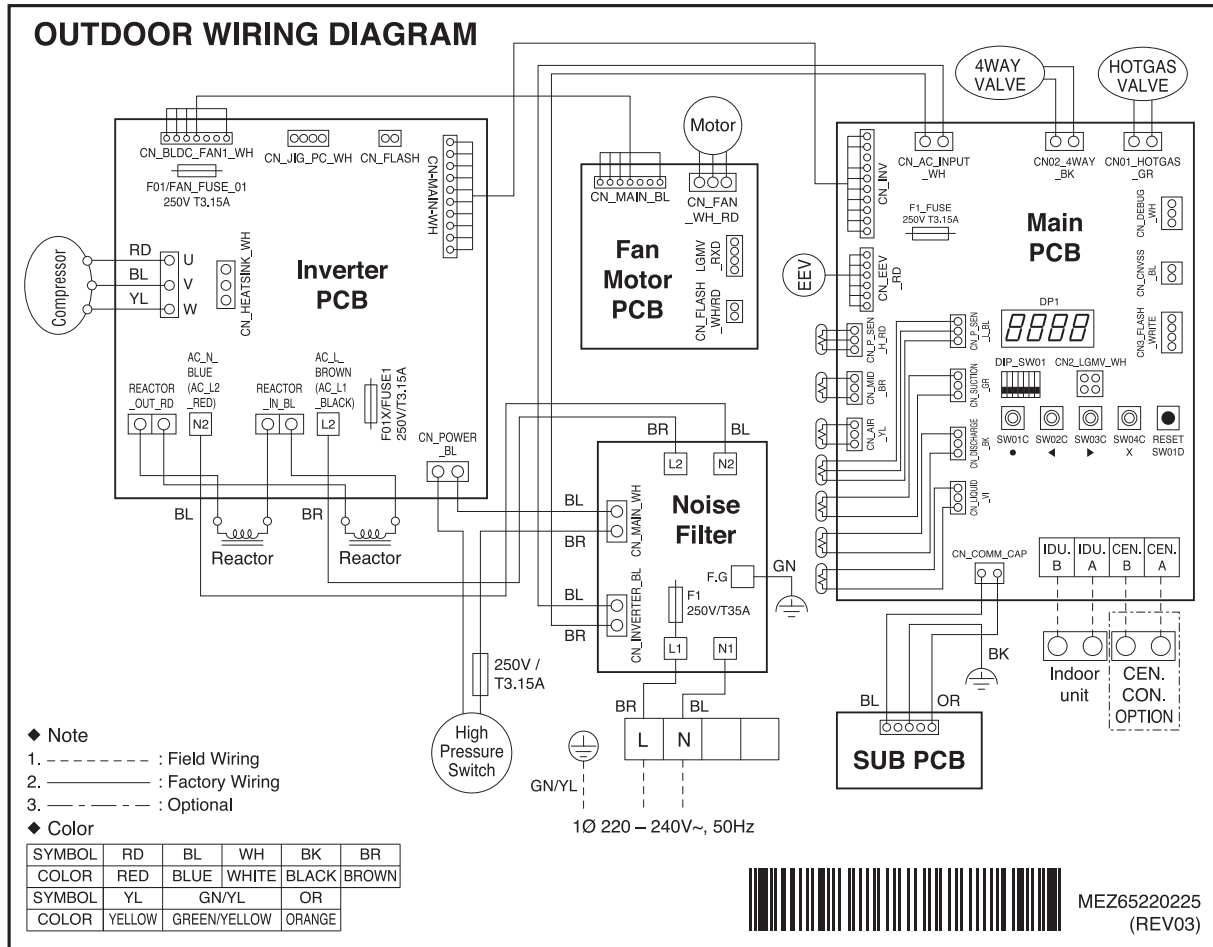 OUTDOOR WIRING DIAGRAM
4WAY
VALVE
HOTGAS
VALVE
CN_BLDC_FAN1_WH
CN_JIG_PC_WH
CN_FLASH
F01/FAN_FUSE_01
250V T3.15A
CN-MAIN-WH
Inverter
PCB
Compressor
RD
BL
YL
U
V
W
CN_HEATSINK_WH
REACTOR
_OUT_RD
AC_N_
BLUE
(AC_L2
_RED)
N2
REACTOR
_IN_BL
AC_L_
BROWN
(AC_L1
_BLACK)
L2
F01X/FUSE1
250V/T3.15A
CN_POWER
_BL
BL
Reactor
BR
Reactor
Motor
CN_MAIN_BL
CN_FAN
_WH_RD
Fan
Motor
PCB
LGMV
_RXD
CN_FLASH
_WH/RD
BR
BL
L2
N2
Noise
Filter
BL
BR
CN_MAIN_WH
BL
BR
CN_INVERTER_BL
F.G
GN
F1
250V/T35A
L1
N1
250V /
T3.15A
High
Pressure
Switch
BR
BL
L
N
GN/YL
1Ø 220 – 240V~, 50Hz
CN_INV
CN_AC_INPUT
_WH
CN02_4WAY
_BK
CN01_HOTGAS
_GR
F1_FUSE
250V T3.15A
Main
PCB
CN_DEBUG
_WH
CN_CNVSS
_BL
CN3_FLASH
_WRITE
EEV
CN_EEV
_RD
CN_P_SEN
_H_RD
CN_MID
_BR
CN_AIR
_YL
CN_P_SEN
_L_BL
CN_SUCTION
_GR
CN_DISCHARGE
_BK
CN_LIQUID
_VI
DP1
8888
DIP_SW01
CN2_LGMV_WH
SW01C
●
SW02C
◀
SW03C
▶
SW04C
X
RESET
SW01D
CN_COMM_CAP
IDU.
B
IDU.
A
CEN.
B
CEN.
A
BK
BL
OR
SUB PCB
Indoor
unit
CEN.
CON.
OPTION
◆ Note
1. - - - - - - - - : Field Wiring
2. ———— : Factory Wiring
3. — - — - — : Optional
◆ Color
SYMBOL RD BL WH BK BR
COLOR RED BLUE WHITE BLACK BROWN
SYMBOL YL GN/YL OR
COLOR YELLOW GREEN/YELLOW ORANGE
MEZ65220225
(REV03)